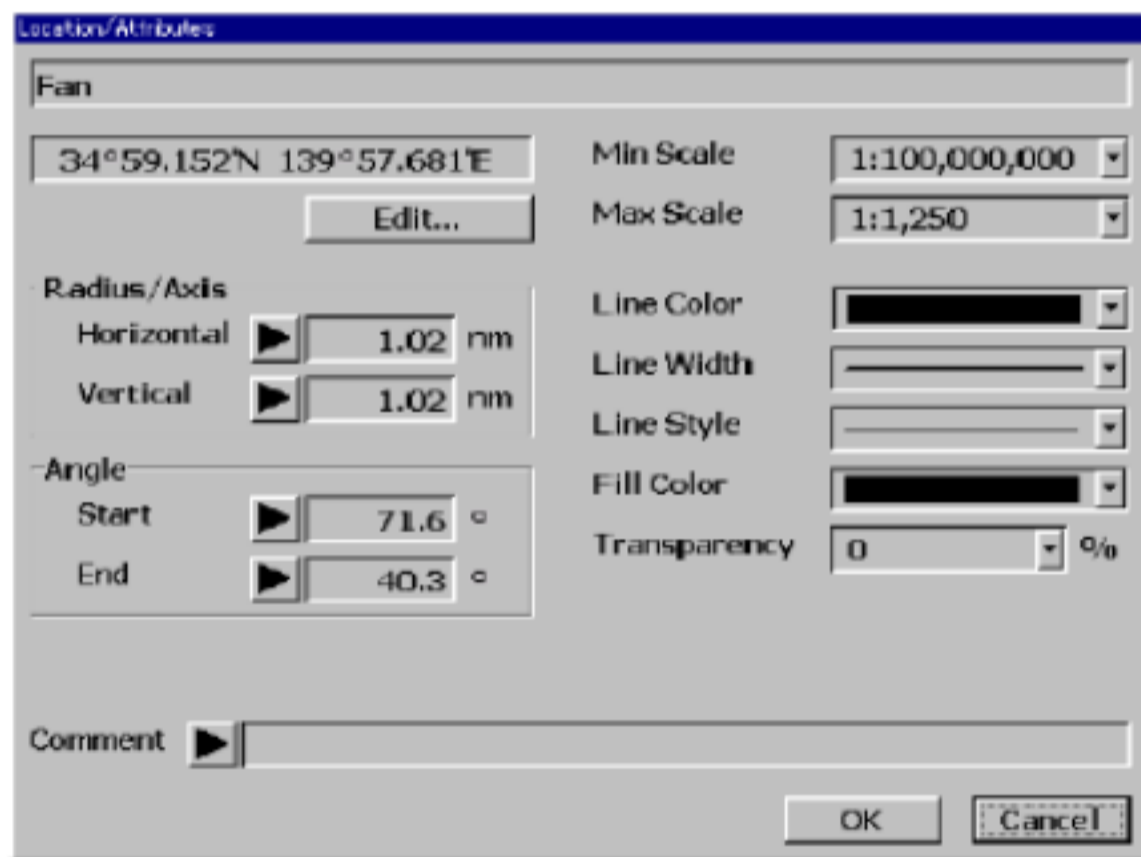 Location/Attributes
Fan
34°59.152'N 139°57.681'E
Edit...
Min Scale 1:100,000,000
Max Scale 1:1,250
Radius/Axis
Horizontal 1.02 nm
Vertical 1.02 nm
Angle
Start 71.6 °
End 40.3 °
Line Color
Line Width
Line Style
Fill Color
Transparency 0 %
Comment
OK Cancel